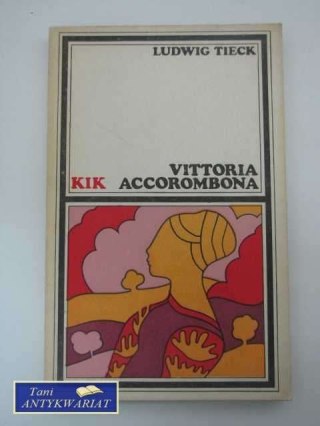 LUDWIG TIECK
VITTORIA
KIK ACCOROMBONA
Tani
ANTYKWARIAT